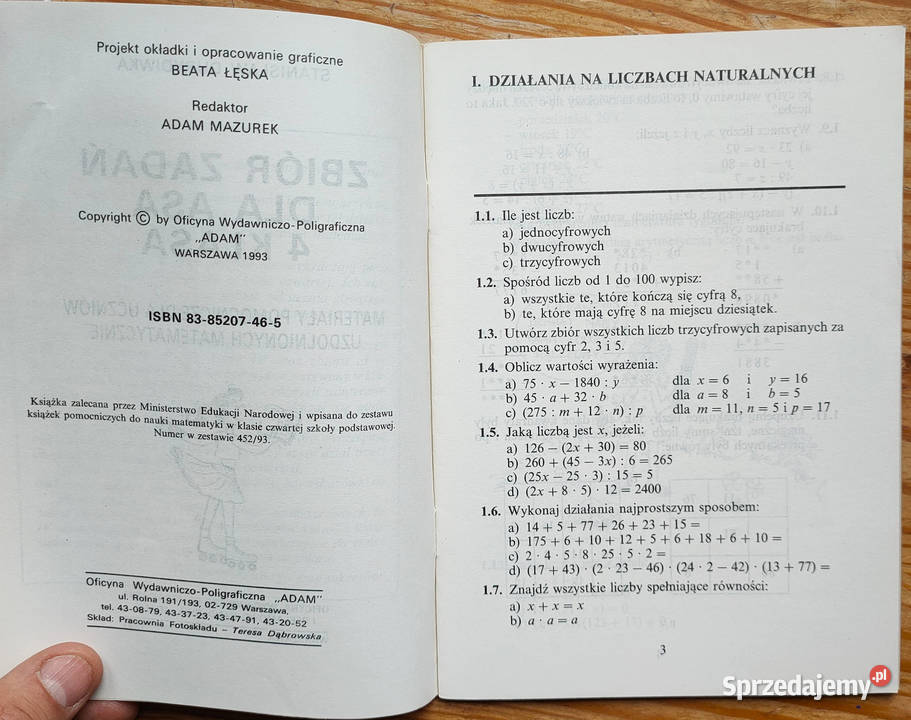 Projekt okładki i opracowanie graficzne
BEATA ŁĘSKA
Redaktor
ADAM MAZUREK
Copyright © by Oficyna Wydawniczo-Poligraficzna
„ADAM”
WARSZAWA 1993
ISBN 83-85207-46-5
Książka zalecana przez Ministerstwo Edukacji Narodowej i wpisana do zestawu
książek pomocniczych do nauki matematyki w klasie czwartej szkoły podstawowej.
Numer w zestawie 452/93.
Oficyna Wydawniczo-Poligraficzna „ADAM”
ul. Rolna 191/193, 02-729 Warszawa,
tel. 43-08-79, 43-37-23, 43-47-91, 43-20-52
Skład: Pracownia Fotoskładu – Teresa Dąbrowska
I. DZIAŁANIA NA LICZBACH NATURALNYCH
1.1. Ile jest liczb:
a) jednocyfrowych
b) dwucyfrowych
c) trzycyfrowych
1.2. Spośród liczb od 1 do 100 wypisz:
a) wszystkie te, które kończą się cyfrą 8,
b) te, które mają cyfrę 8 na miejscu dziesiątek.
1.3. Utwórz zbiór wszystkich liczb trzycyfrowych zapisanych za
pomocą cyfr 2, 3 i 5.
1.4. Oblicz wartości wyrażenia:
a) 75 · x − 1840 : y dla x = 6 i y = 16
b) 45 · a + 32 · b dla a = 8 i b = 5
c) (275 : m + 12 · n) : p dla m = 11, n = 5 i p = 17
1.5. Jaką liczbą jest x, jeżeli:
a) 126 − (2x + 30) = 80
b) 260 + (45 − 3x) : 6 = 265
c) (25x − 25 · 3) : 15 = 5
d) (2x + 8 · 5) · 12 = 2400
1.6. Wykonaj działania najprostszym sposobem:
a) 14 + 5 + 77 + 26 + 23 + 15 =
b) 175 + 6 + 10 + 12 + 5 + 6 + 18 + 6 + 10 =
c) 2 · 4 · 5 · 8 · 25 · 5 · 2 =
d) (17 + 43) · (2 · 23 − 46) · (24 · 2 − 42) · (13 + 77) =
1.7. Znajdź wszystkie liczby spełniające równości:
a) x + x = x
b) a · a = a
3
Sprzedajemy.pl